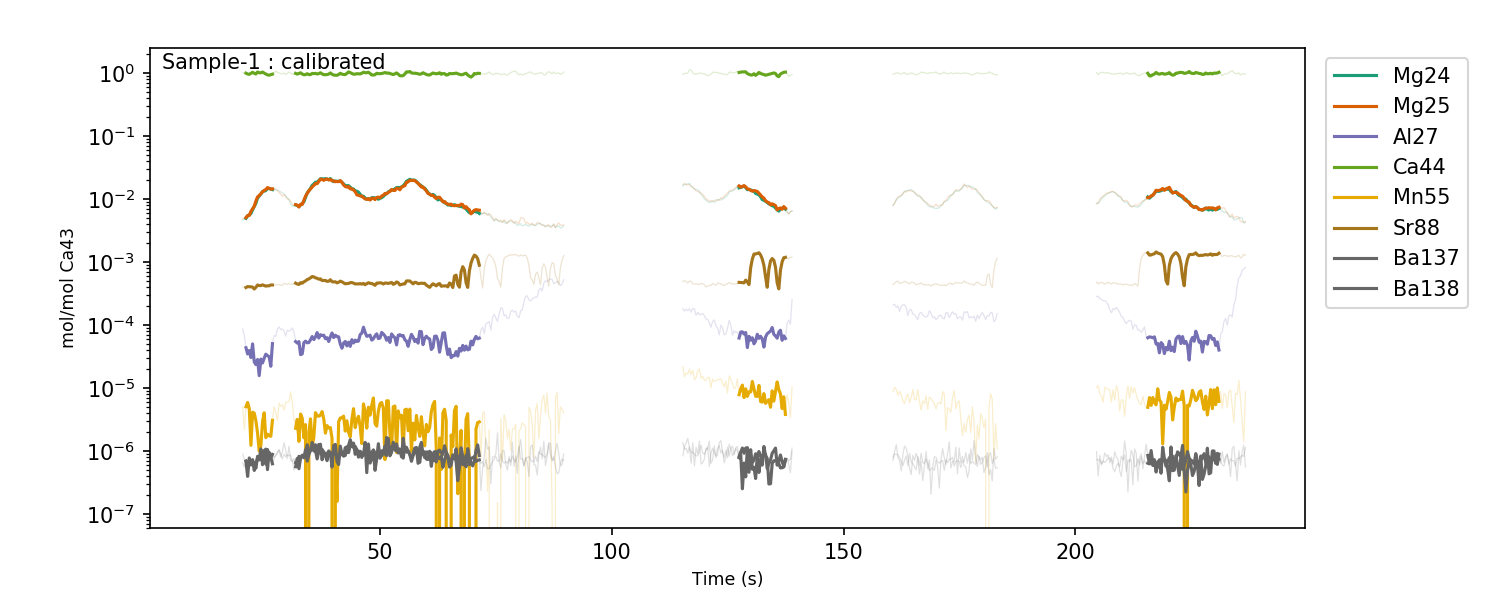 Sample-1 : calibrated
mol/mol Ca43
10⁰
10⁻¹
10⁻²
10⁻³
10⁻⁴
10⁻⁵
10⁻⁶
10⁻⁷
50
100
150
200
Time (s)
Mg24
Mg25
Al27
Ca44
Mn55
Sr88
Ba137
Ba138